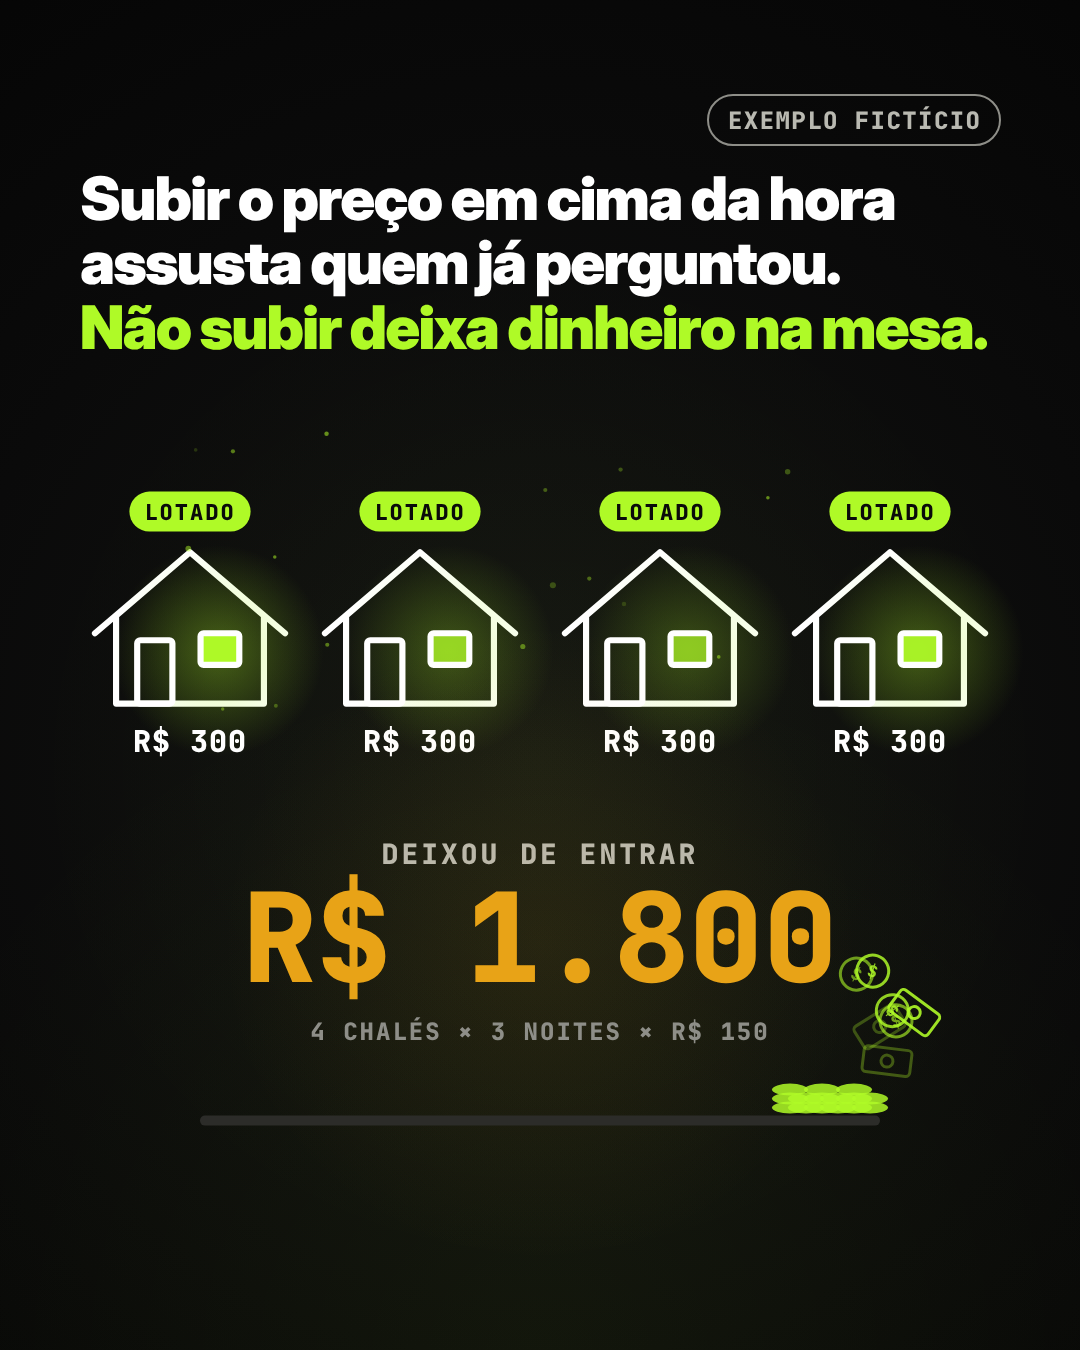 EXEMPLO FICTÍCIO
Subir o preço em cima da hora
assusta quem já perguntou.
Não subir deixa dinheiro na mesa.
LOTADO LOTADO LOTADO LOTADO
R$ 300 R$ 300 R$ 300 R$ 300
DEIXOU DE ENTRAR
R$ 1.800
4 CHALÉS × 3 NOITES × R$ 150